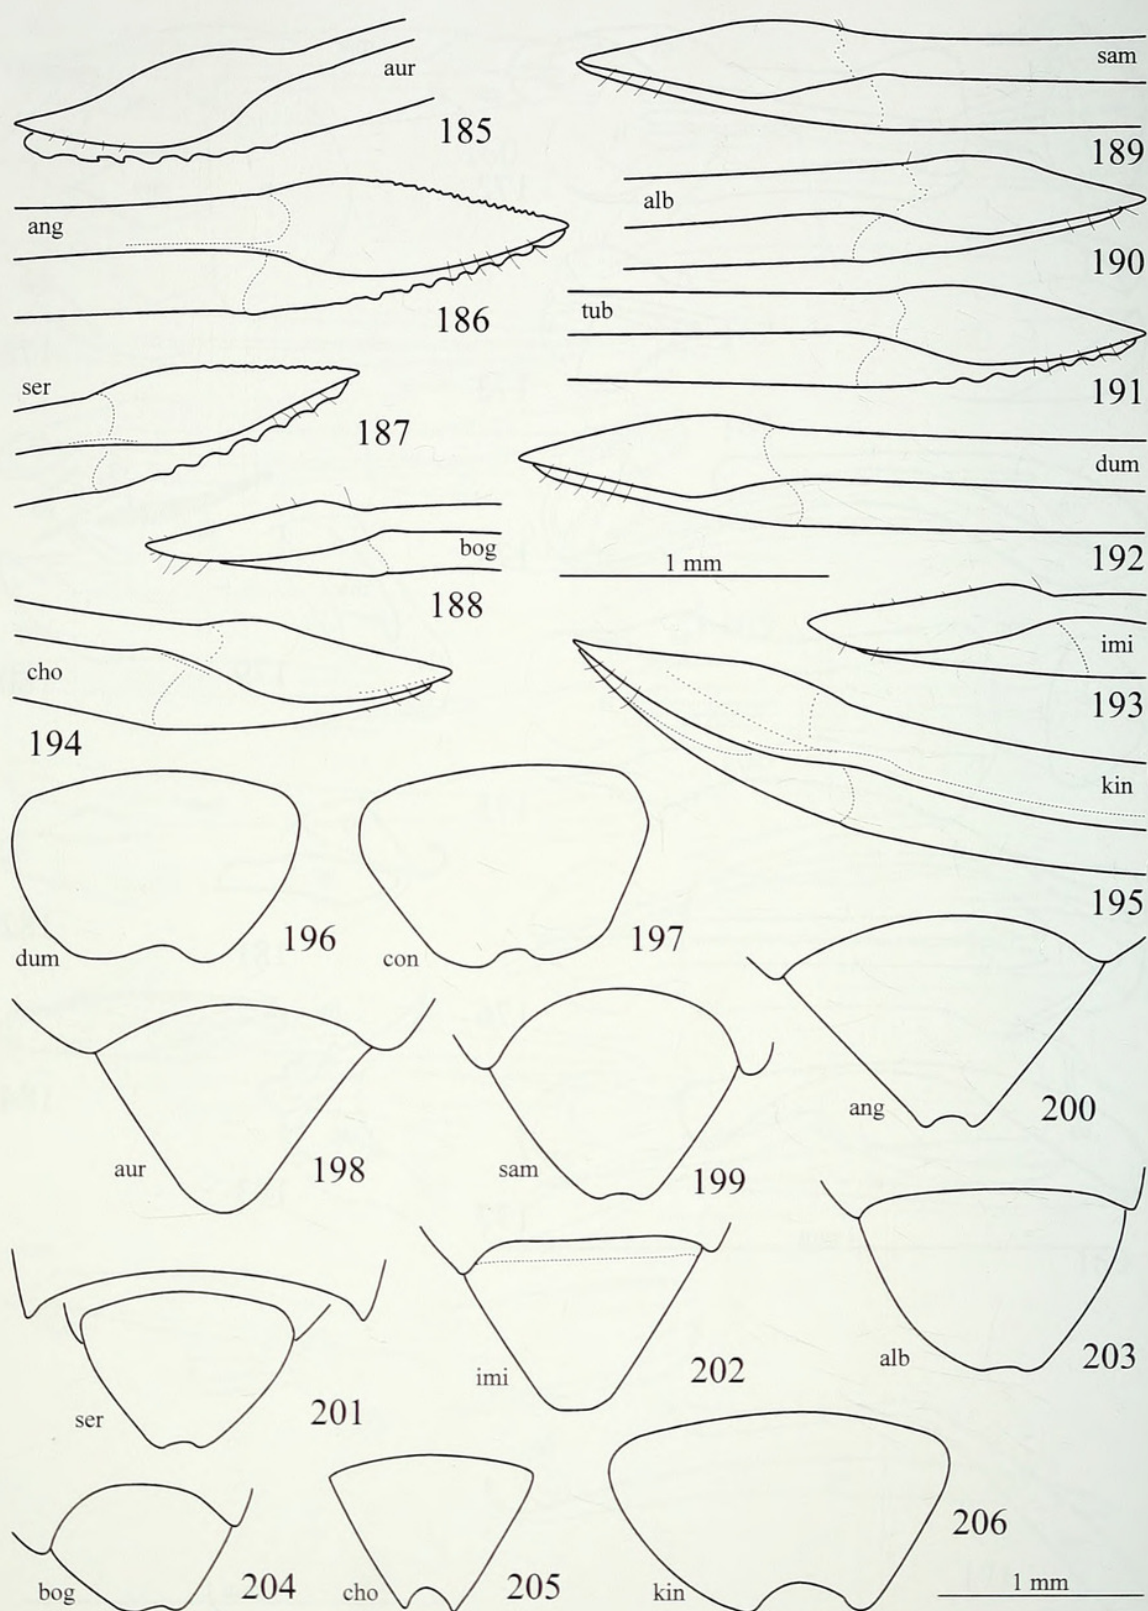 aur
185
sam
189
ang
186
alb
190
tub
191
ser
187
dum
192
bog
188
1 mm
imi
193
cho
194
kin
195
dum
196
con
197
aur
198
sam
199
ang
200
ser
201
imi
202
alb
203
bog
204
cho
205
kin
206
1 mm